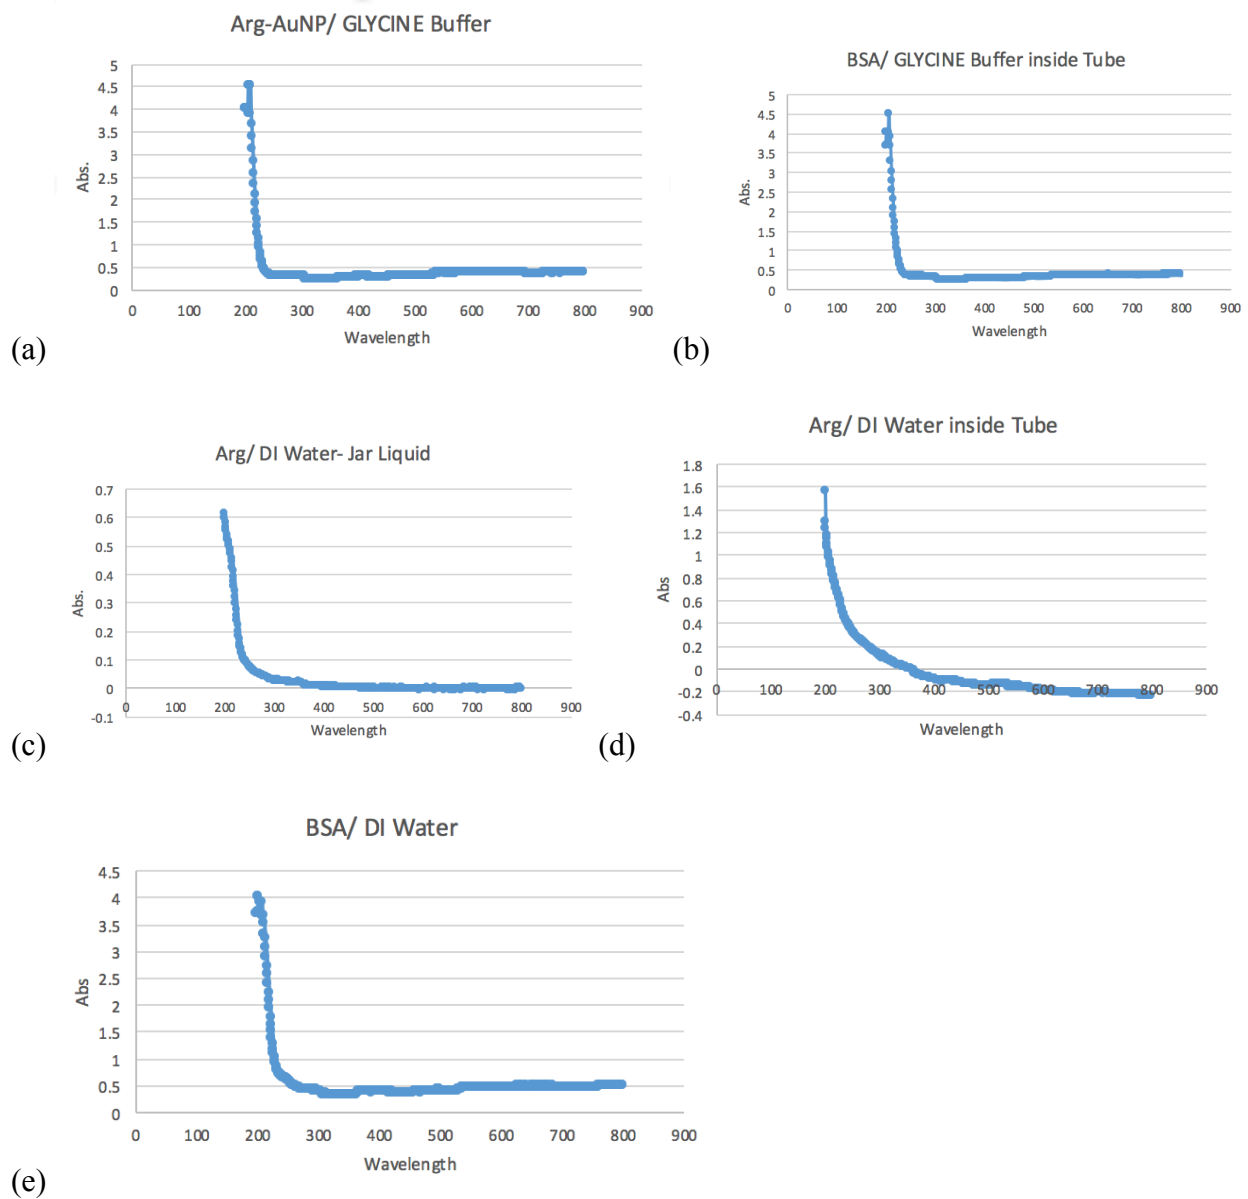 Arg-AuNP/ GLYCINE Buffer
5
4.5
4
3.5
3
2.5
2
1.5
1
0.5
0
Abs.
0 100 200 300 400 500 600 700 800 900
Wavelength
(a)
BSA/ GLYCINE Buffer inside Tube
5
4.5
4
3.5
3
2.5
2
1.5
1
0.5
0
Abs.
0 100 200 300 400 500 600 700 800 900
Wavelength
(b)
Arg/ DI Water- Jar Liquid
0.7
0.6
0.5
0.4
0.3
0.2
0.1
0
-0.1
Abs.
0 100 200 300 400 500 600 700 800 900
Wavelength
(c)
Arg/ DI Water inside Tube
1.8
1.6
1.4
1.2
1
0.8
0.6
0.4
0.2
0
-0.2
-0.4
Abs
0 100 200 300 400 500 600 700 800 900
Wavelength
(d)
BSA/ DI Water
4.5
4
3.5
3
2.5
2
1.5
1
0.5
0
Abs
0 100 200 300 400 500 600 700 800 900
Wavelength
(e)